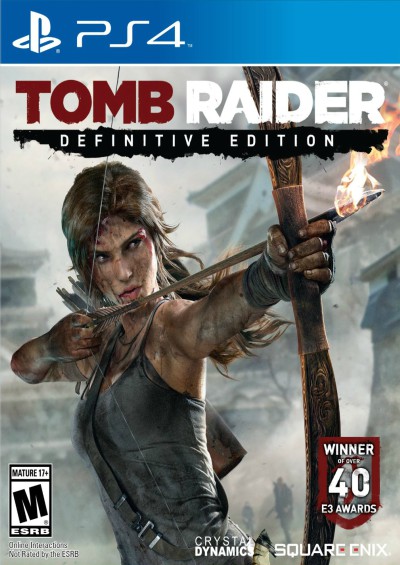 PS4™
TOMB RAIDER
DEFINITIVE EDITION
WINNER
OF OVER
40
E3 AWARDS
MATURE 17+
M
ESRB
Online Interactions
Not Rated by the ESRB
CRYSTAL
DYNAMICS
SQUARE ENIX